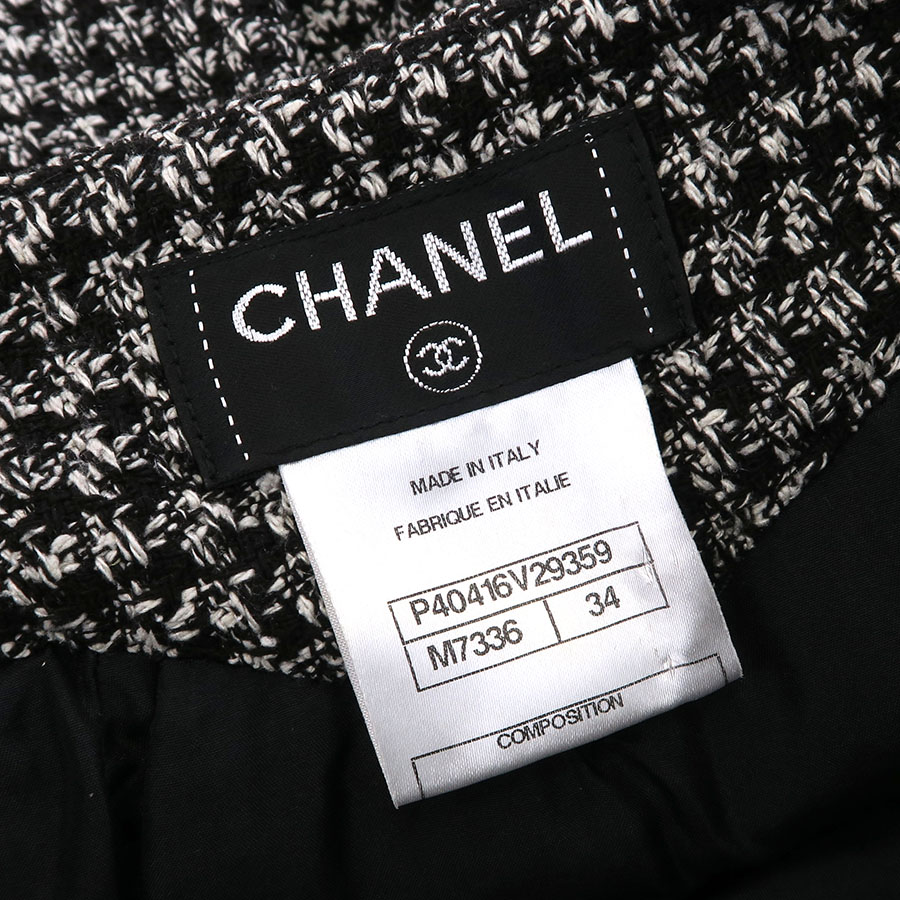 CHANEL
MADE IN ITALY
FABRIQUE EN ITALIE
P40416V29359
M7336 34
COMPOSITION